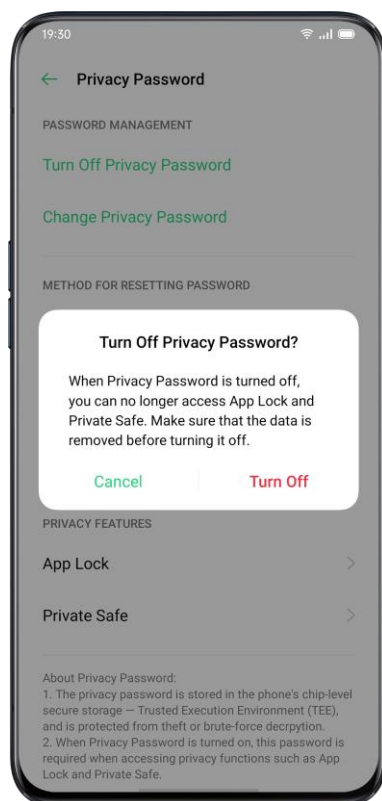 19:30
Privacy Password
PASSWORD MANAGEMENT
Turn Off Privacy Password
Change Privacy Password
METHOD FOR RESETTING PASSWORD
Turn Off Privacy Password?
When Privacy Password is turned off,
you can no longer access App Lock and
Private Safe. Make sure that the data is
removed before turning it off.
Cancel Turn Off
PRIVACY FEATURES
App Lock
Private Safe
About Privacy Password:
1. The privacy password is stored in the phone's chip-level
secure storage — Trusted Execution Environment (TEE),
and is protected from theft or brute-force decrpytion.
2. When Privacy Password is turned on, this password is
required when accessing privacy functions such as App
Lock and Private Safe.